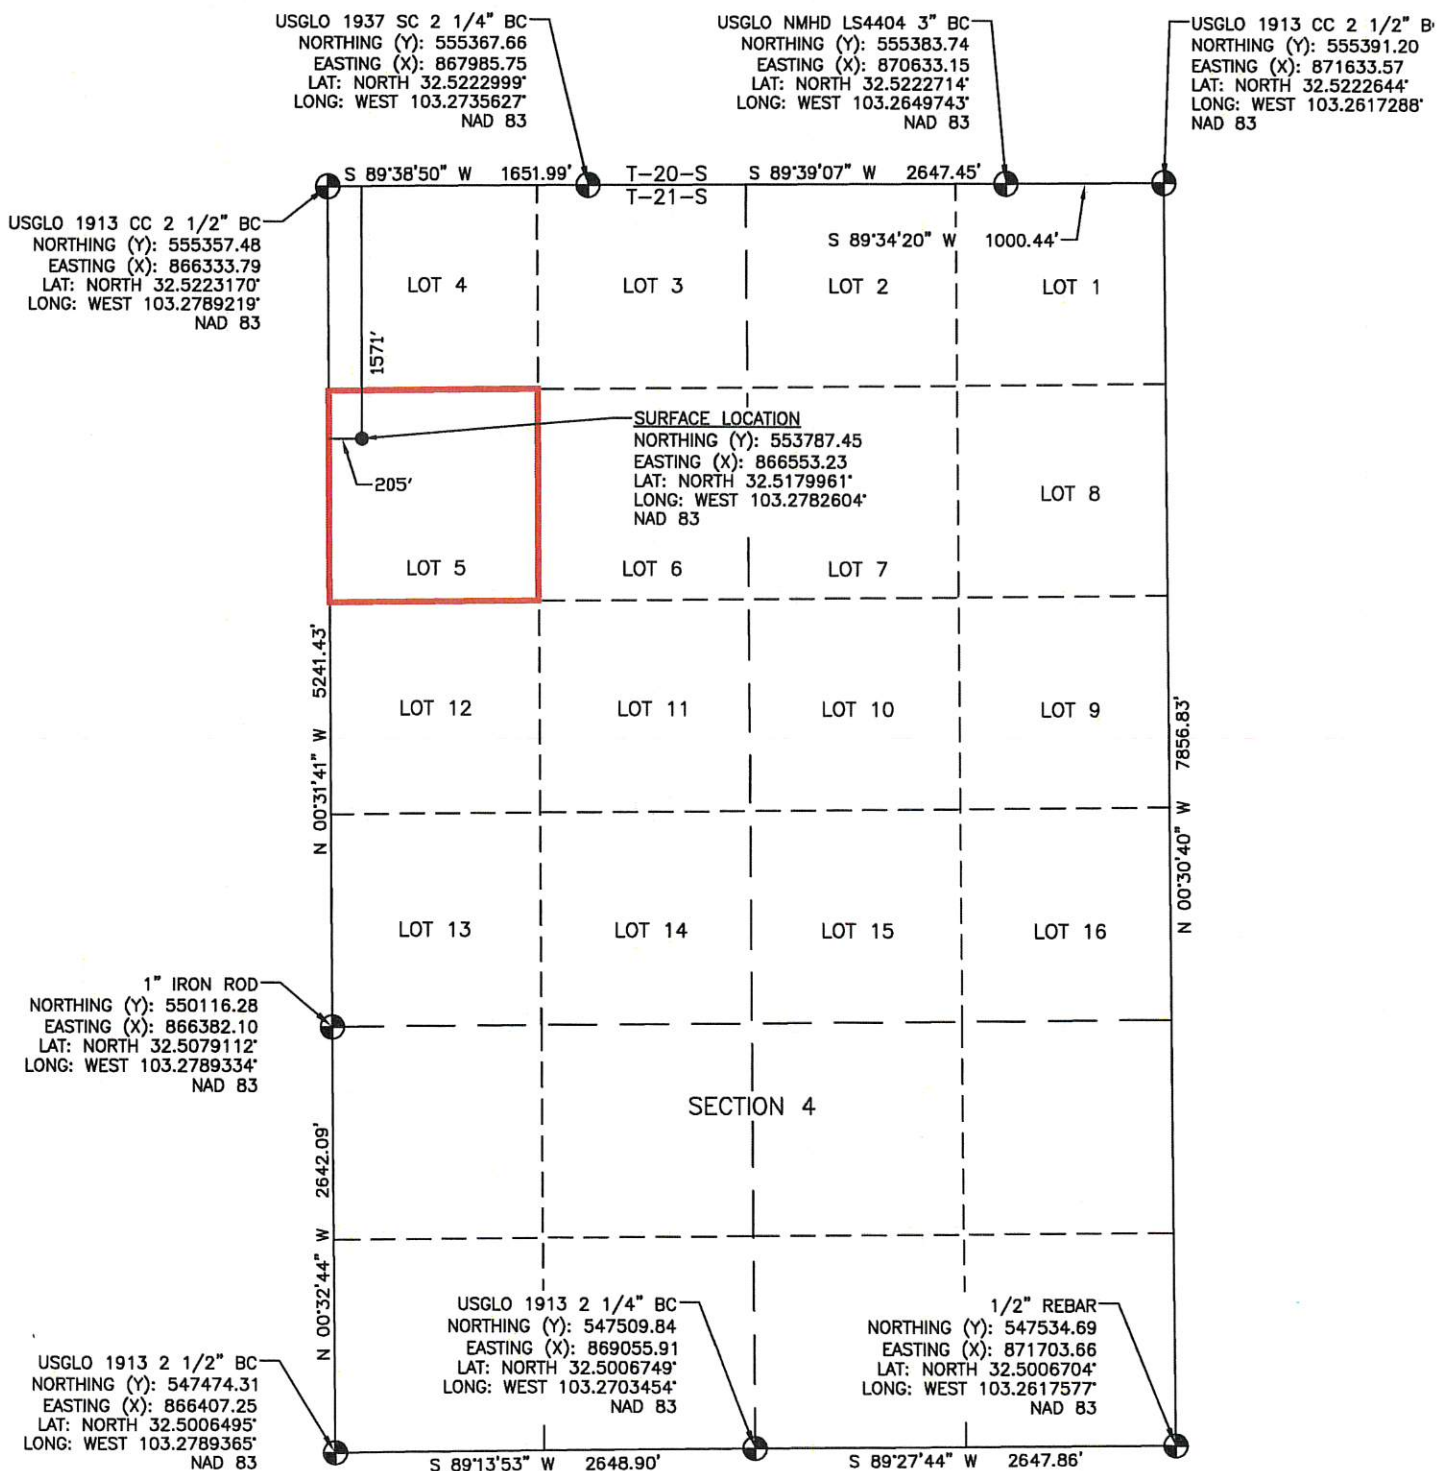 USGLO 1937 SC 2 1/4" BC
NORTHING (Y): 555367.66
EASTING (X): 867985.75
LAT: NORTH 32.5222999°
LONG: WEST 103.2735627°
NAD 83
USGLO NMHD LS4404 3" BC
NORTHING (Y): 555383.74
EASTING (X): 870633.15
LAT: NORTH 32.5222714°
LONG: WEST 103.2649743°
NAD 83
USGLO 1913 CC 2 1/2" B
NORTHING (Y): 555391.20
EASTING (X): 871633.57
LAT: NORTH 32.5222644°
LONG: WEST 103.2617288°
NAD 83
S 89°38'50" W 1651.99'
T-20-S
T-21-S
S 89°39'07" W 2647.45'
USGLO 1913 CC 2 1/2" BC
NORTHING (Y): 555357.48
EASTING (X): 866333.79
LAT: NORTH 32.5223170°
LONG: WEST 103.2789219°
NAD 83
S 89°34'20" W 1000.44'
LOT 4
LOT 3
LOT 2
LOT 1
1571'
SURFACE LOCATION
NORTHING (Y): 553787.45
EASTING (X): 866553.23
LAT: NORTH 32.5179961°
LONG: WEST 103.2782604°
NAD 83
205'
LOT 8
LOT 5
LOT 6
LOT 7
N 00°31'41" W 5241.43'
LOT 12
LOT 11
LOT 10
LOT 9
N 00°30'40" W 7856.83'
LOT 13
LOT 14
LOT 15
LOT 16
1" IRON ROD
NORTHING (Y): 550116.28
EASTING (X): 866382.10
LAT: NORTH 32.5079112°
LONG: WEST 103.2789334°
NAD 83
SECTION 4
N 00°32'44" W 2642.09'
USGLO 1913 2 1/2" BC
NORTHING (Y): 547474.31
EASTING (X): 866407.25
LAT: NORTH 32.5006495°
LONG: WEST 103.2789365°
NAD 83
USGLO 1913 2 1/4" BC
NORTHING (Y): 547509.84
EASTING (X): 869055.91
LAT: NORTH 32.5006749°
LONG: WEST 103.2703454°
NAD 83
1/2" REBAR
NORTHING (Y): 547534.69
EASTING (X): 871703.66
LAT: NORTH 32.5006704°
LONG: WEST 103.2617577°
NAD 83
S 89°13'53" W 2648.90'
S 89°27'44" W 2647.86'